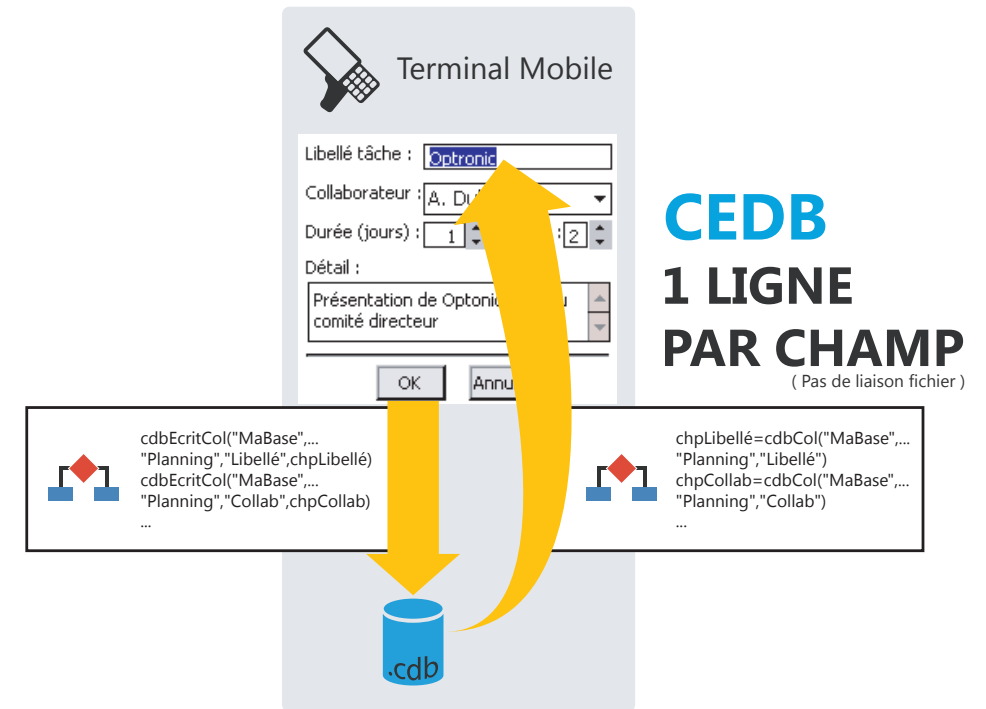 Terminal Mobile
Libellé tâche : Optronic
Collaborateur : A.
Durée (jours) : 1 : 2
Détail :
Présentation de
comité directeur
OK
CEDB
1 LIGNE
PAR CHAMP
( Pas de liaison fichier )
cdbEcritCol("MaBase",...
"Planning","Libellé",chpLibellé)
cdbEcritCol("MaBase",...
"Planning","Collab",chpCollab)
...
chpLibellé=cdbCol("MaBase",...
"Planning","Libellé")
chpCollab=cdbCol("MaBase",...
"Planning","Collab")
...
.cdb